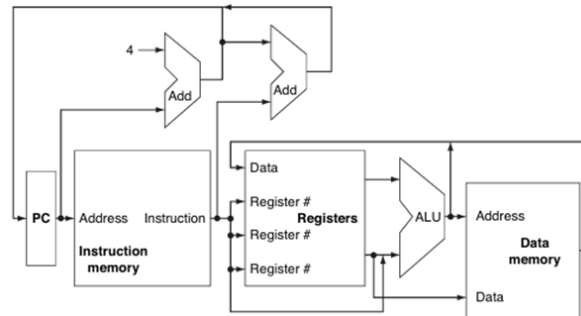 4
Add
Add
Data
PC
Address
Instruction
Register #
Registers
ALU
Address
Register #
Instruction
memory
Data
memory
Register #
Data